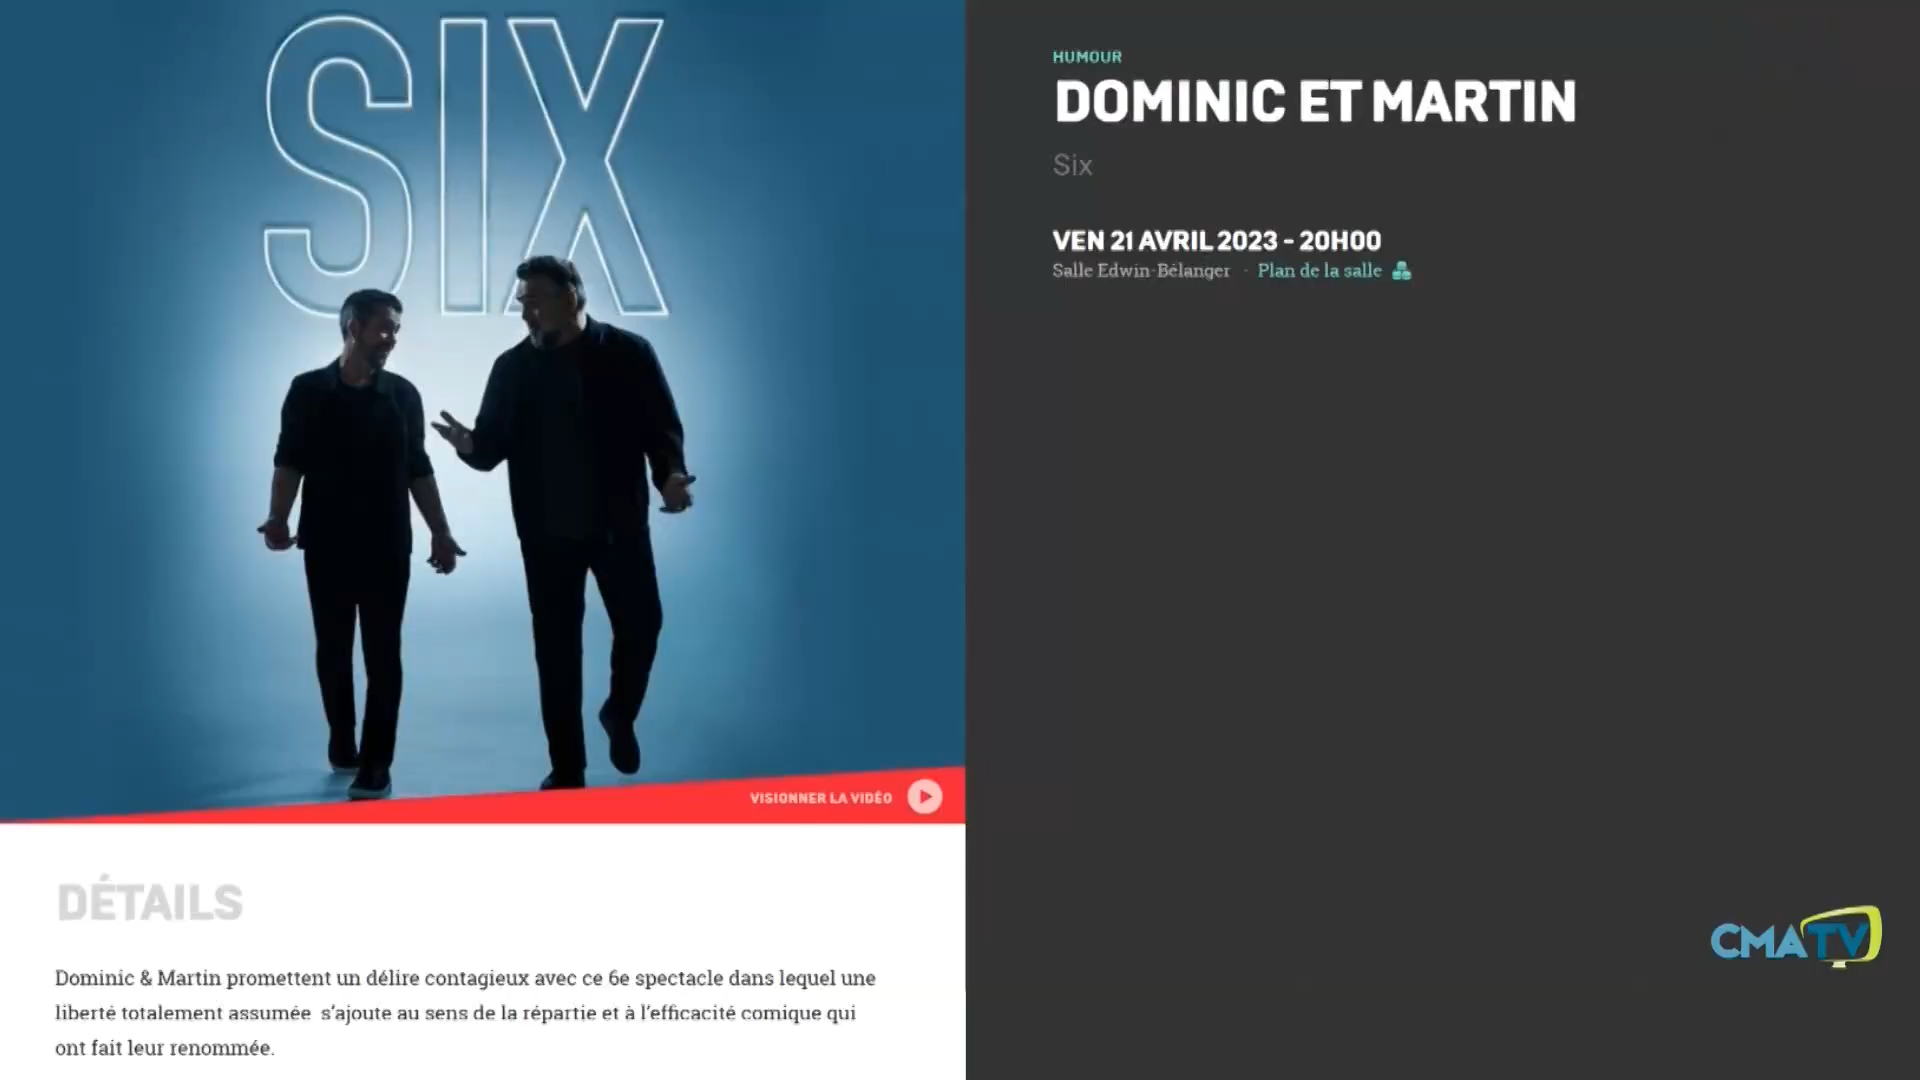 SIX
VISIONNER LA VIDÉO
DÉTAILS
Dominic & Martin promettent un délire contagieux avec ce 6e spectacle dans lequel une
liberté totalement assumée s'ajoute au sens de la répartie et à l'efficacité comique qui
ont fait leur renommée.
HUMOUR
DOMINIC ET MARTIN
Six
VEN 21 AVRIL 2023 - 20H00
Salle Edwin-Bélanger · Plan de la salle
CMATV